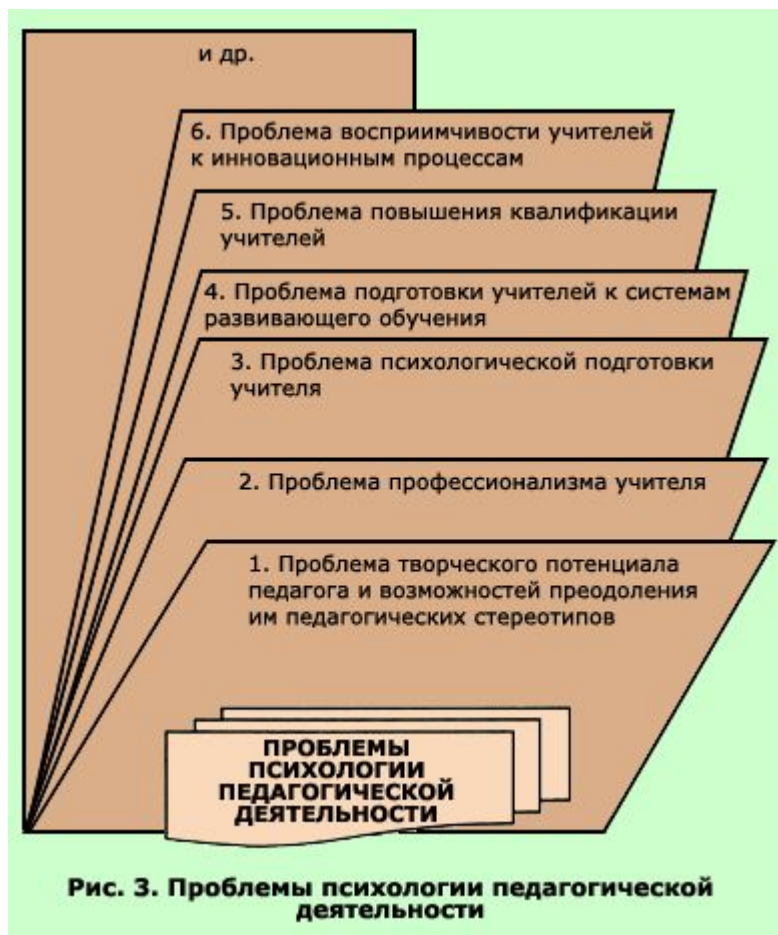 и др.
6. Проблема восприимчивости учителей
к инновационным процессам
5. Проблема повышения квалификации
учителей
4. Проблема подготовки учителей к системам
развивающего обучения
3. Проблема психологической подготовки
учителя
2. Проблема профессионализма учителя
1. Проблема творческого потенциала
педагога и возможностей преодоления
им педагогических стереотипов
ПРОБЛЕМЫ
ПСИХОЛОГИИ
ПЕДАГОГИЧЕСКОЙ
ДЕЯТЕЛЬНОСТИ
Рис. 3. Проблемы психологии педагогической
деятельности